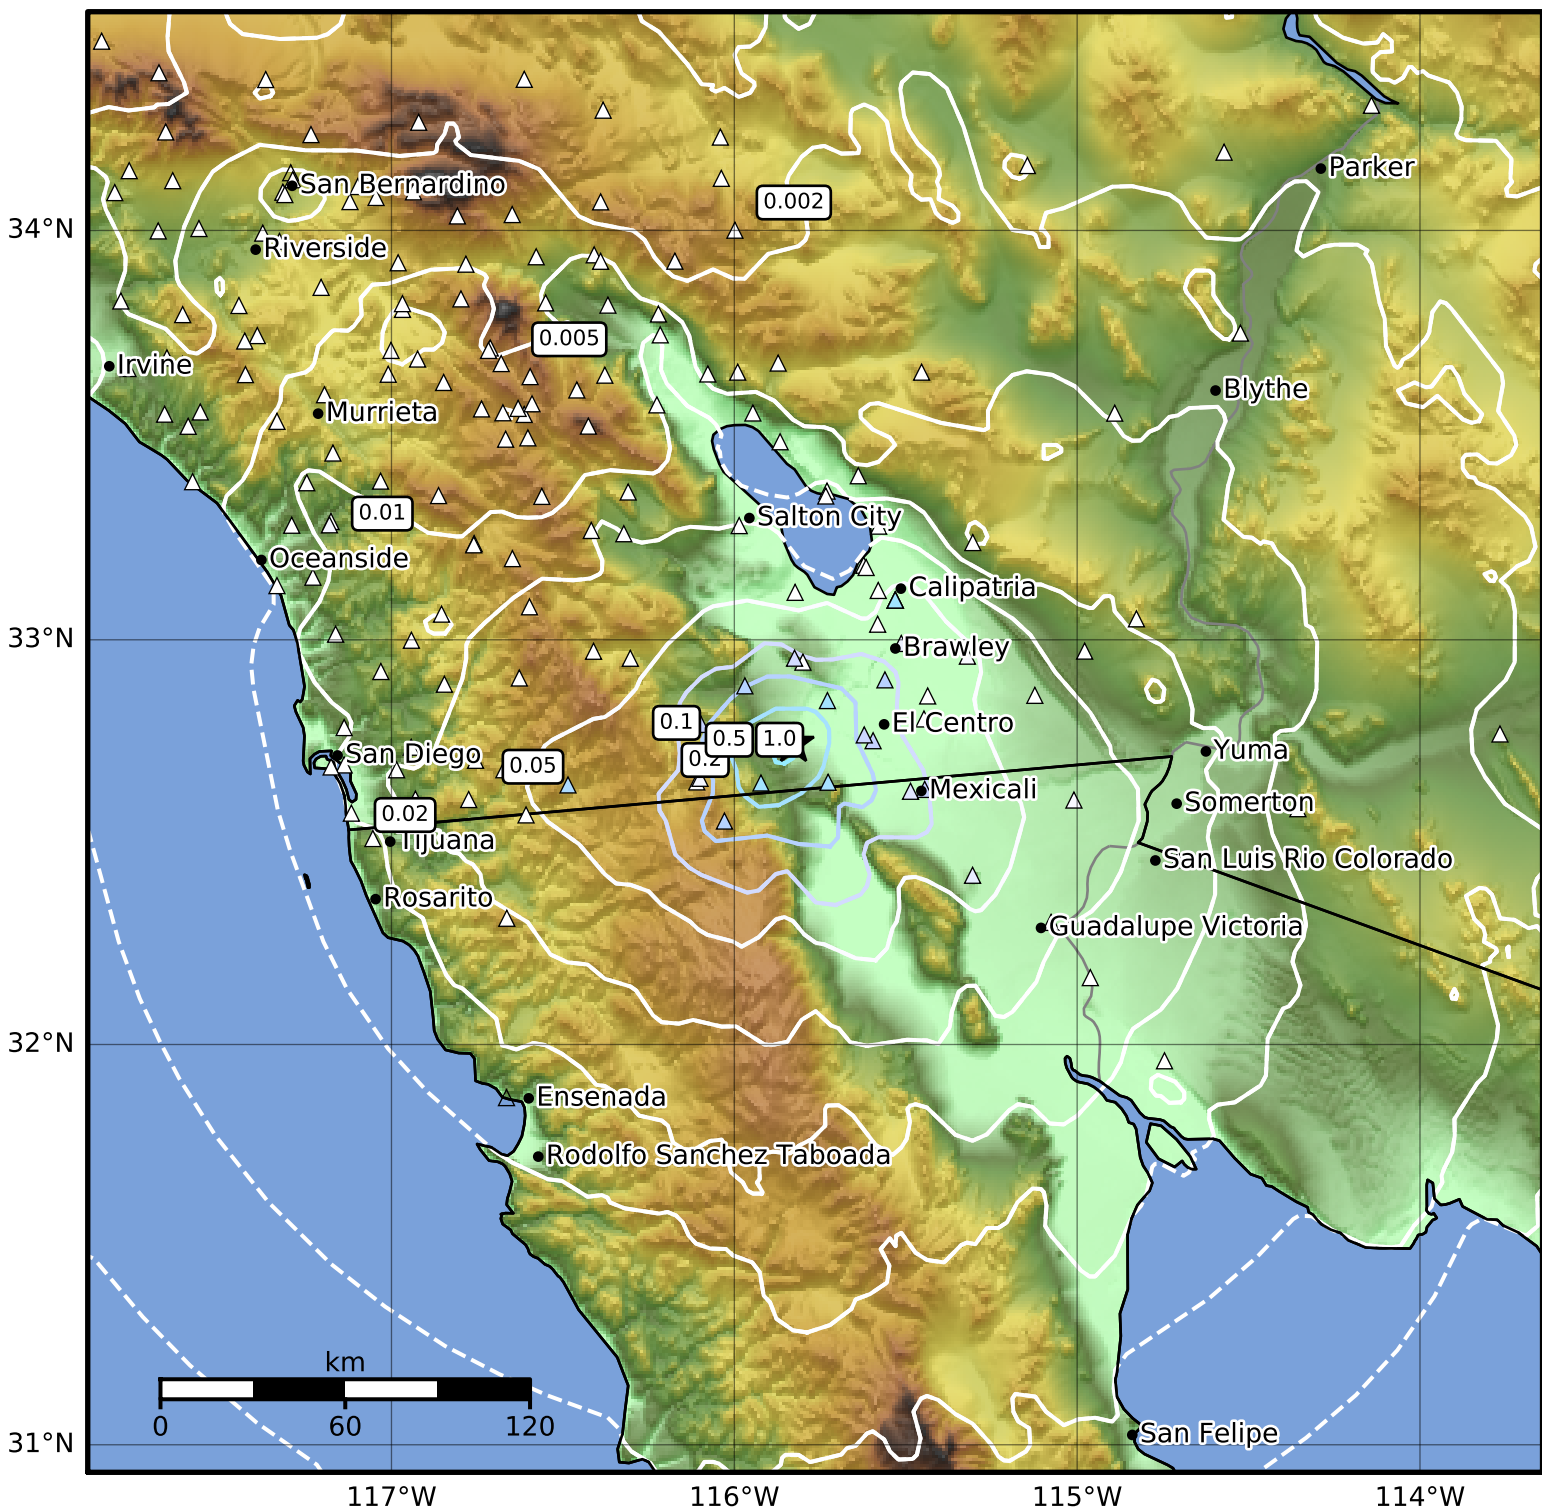 Parker
San Bernardino
0.002
34°N
Riverside
0.005
Irvine
Blythe
Murrieta
0.01
Salton City
Oceanside
Calipatria
33°N
Brawley
0.1
El Centro
0.5
1.0
San Diego
0.2
Yuma
0.05
Mexicali
Somerton
0.02
Tijuana
San Luis Rio Colorado
Rosarito
Guadalupe Victoria
32°N
Ensenada
Rodolfo Sanchez Taboada
km
0
60
120
San Felipe
31°N
117°W
116°W
115°W
114°W